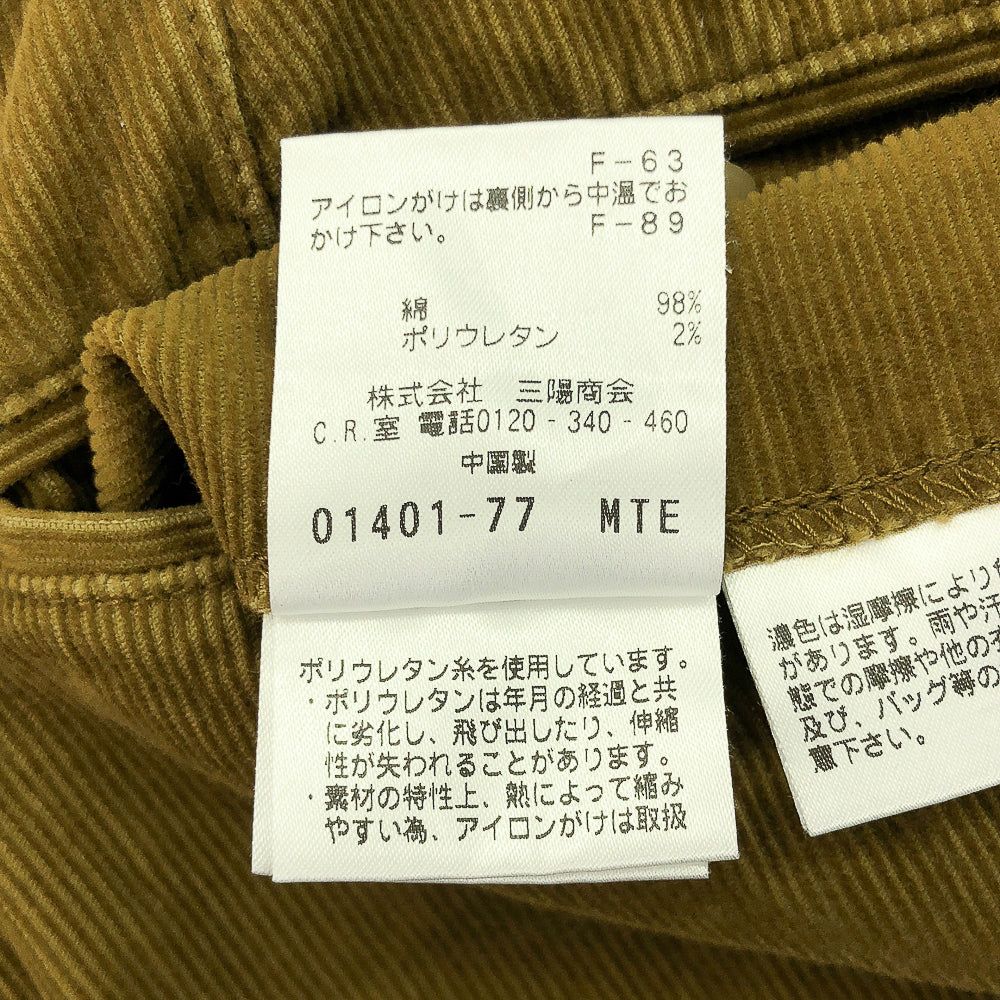 F-63
アイロンがけは裏側から中温でお
かけ下さい。
F-89
綿 98%
ポリウレタン 2%
株式会社 三陽商会
C.R.室 電話0120-340-460
中国製
01401-77 MTE
ポリウレタン糸を使用しています。
・ポリウレタンは年月の経過と共
に劣化し、飛び出したり、伸縮
性が失われることがあります。
・素材の特性上、熱によって縮み
やすい為、アイロンがけは取扱
濃色は湿摩擦により色
があります。雨や汗
態での摩擦や他の衣
及び、バッグ等の
意下さい。